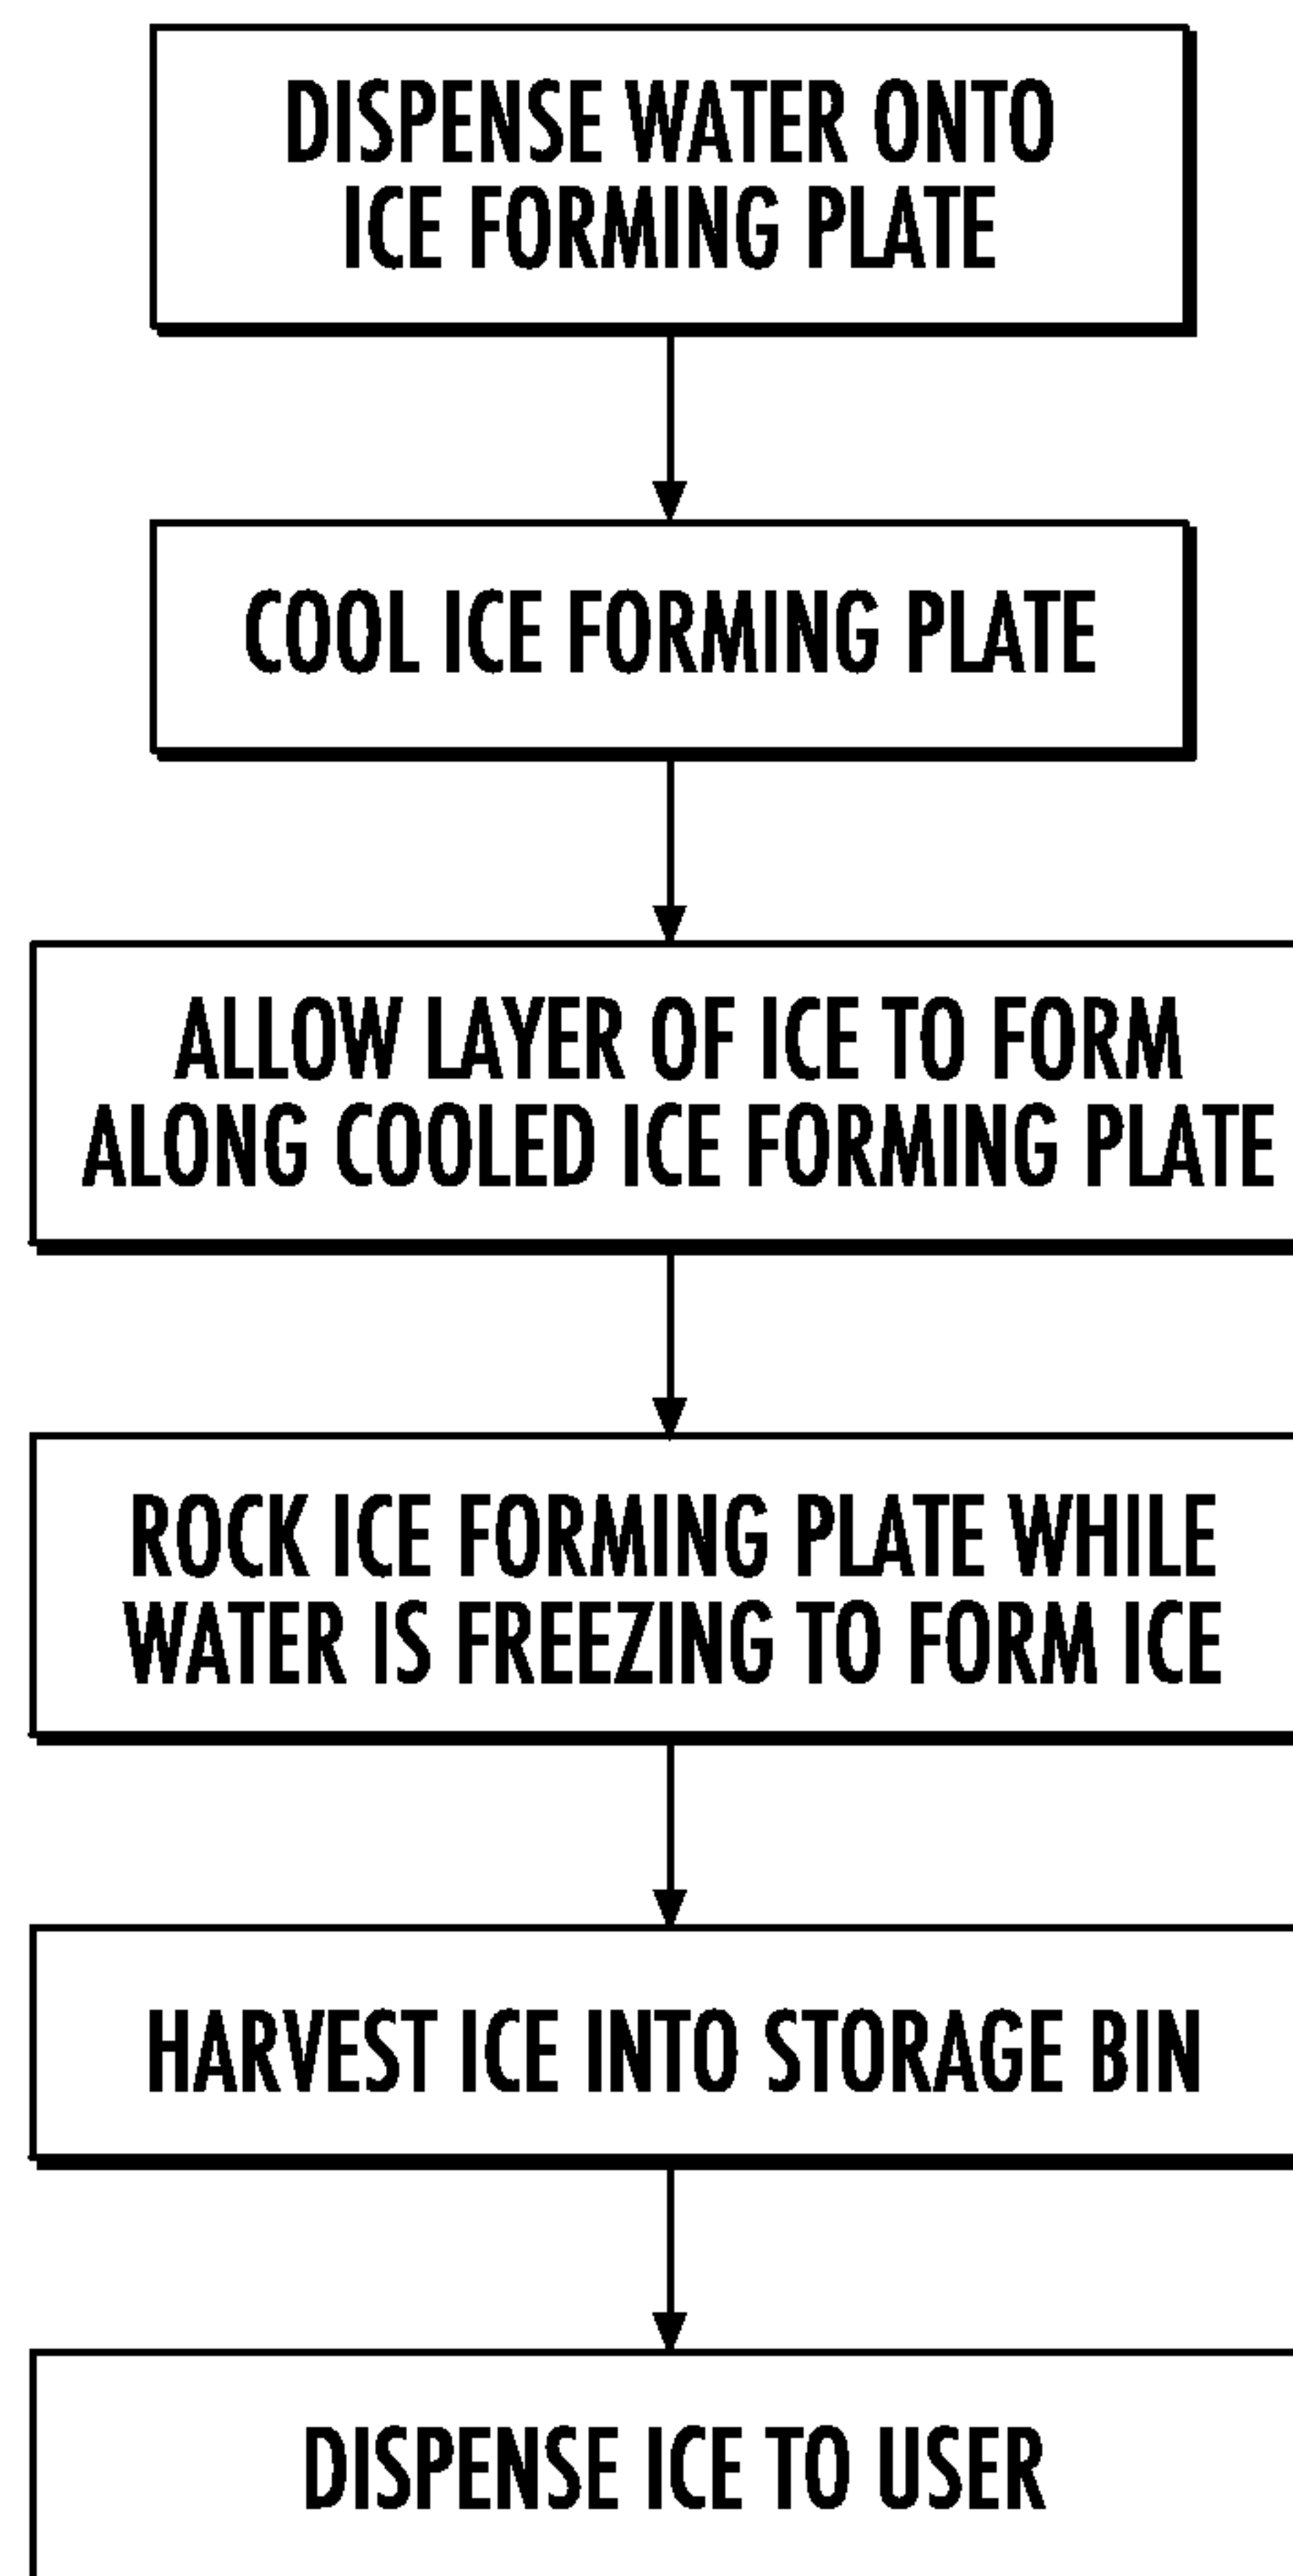 DISPENSE WATER ONTO
ICE FORMING PLATE
COOL ICE FORMING PLATE
ALLOW LAYER OF ICE TO FORM
ALONG COOLED ICE FORMING PLATE
ROCK ICE FORMING PLATE WHILE
WATER IS FREEZING TO FORM ICE
HARVEST ICE INTO STORAGE BIN
DISPENSE ICE TO USER